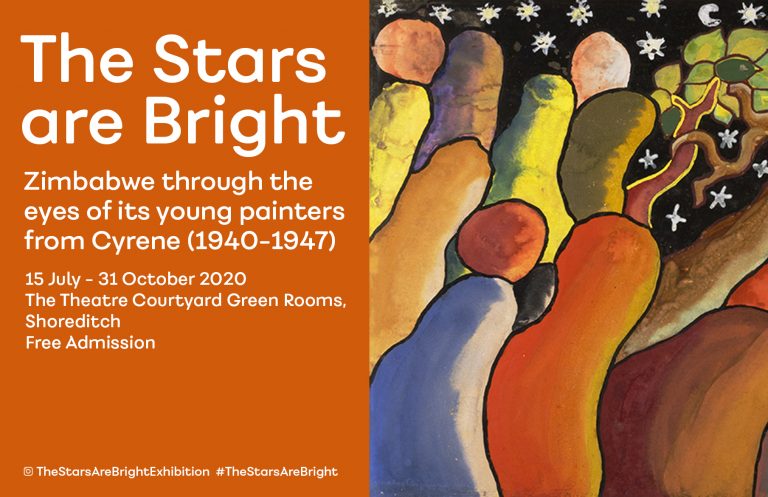 The Stars
are Bright
Zimbabwe through the
eyes of its young painters
from Cyrene (1940-1947)
15 July - 31 October 2020
The Theatre Courtyard Green Rooms,
Shoreditch
Free Admission
TheStarsAreBrightExhibition #TheStarsAreBright